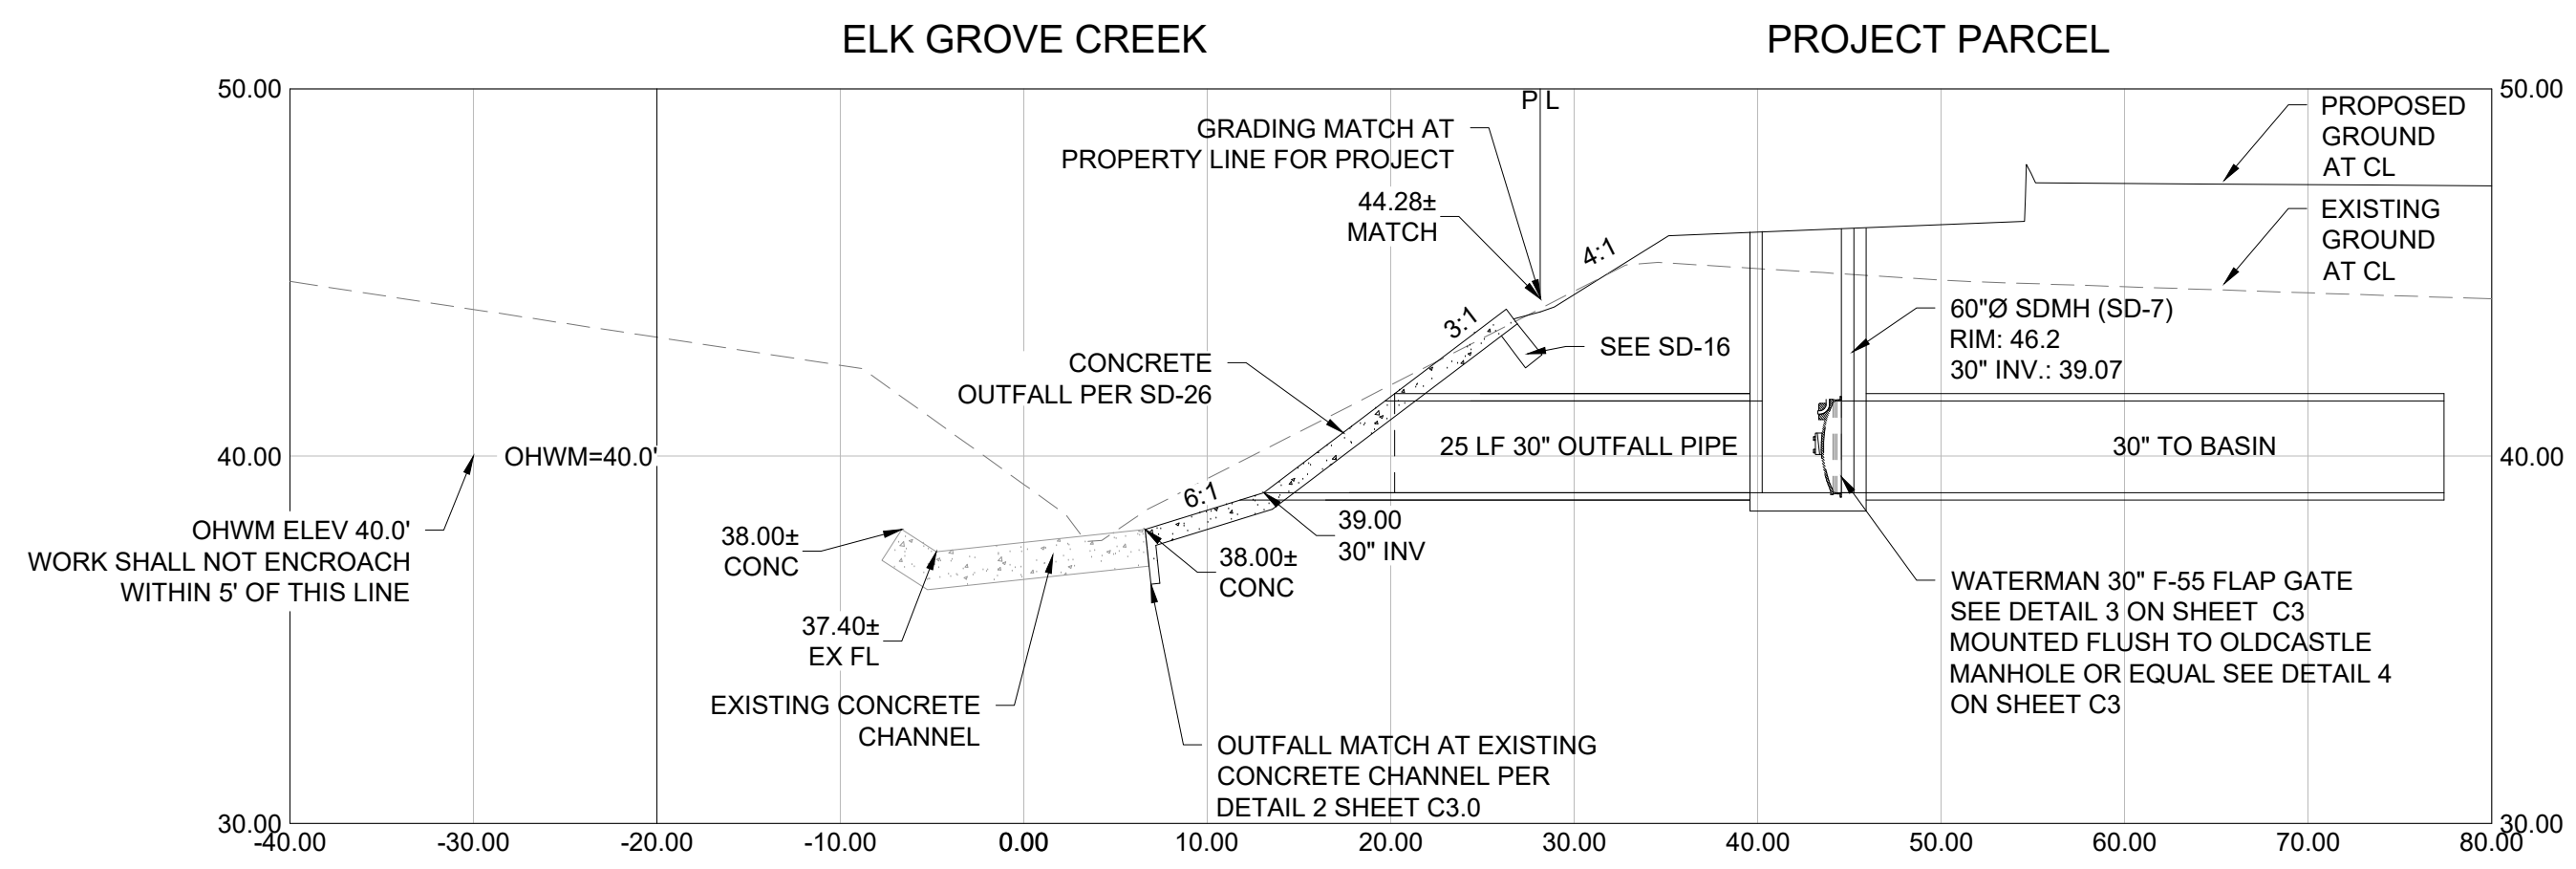 ELK GROVE CREEK
PROJECT PARCEL
50.00
50.00
P L
PROPOSED
GROUND
AT CL
GRADING MATCH AT
PROPERTY LINE FOR PROJECT
44.28±
MATCH
EXISTING
GROUND
AT CL
4:1
3:1
60"Ø SDMH (SD-7)
RIM: 46.2
30" INV.: 39.07
SEE SD-16
CONCRETE
OUTFALL PER SD-26
40.00
OHWM=40.0'
25 LF 30" OUTFALL PIPE
30" TO BASIN
40.00
6:1
OHWM ELEV 40.0'
WORK SHALL NOT ENCROACH
WITHIN 5' OF THIS LINE
38.00±
CONC
39.00
30" INV
38.00±
CONC
37.40±
EX FL
WATERMAN 30" F-55 FLAP GATE
SEE DETAIL 3 ON SHEET C3
MOUNTED FLUSH TO OLDCASTLE
MANHOLE OR EQUAL SEE DETAIL 4
ON SHEET C3
EXISTING CONCRETE
CHANNEL
OUTFALL MATCH AT EXISTING
CONCRETE CHANNEL PER
DETAIL 2 SHEET C3.0
30.00
30.00
-40.00 -30.00 -20.00 -10.00 0.00 10.00 20.00 30.00 40.00 50.00 60.00 70.00 80.00